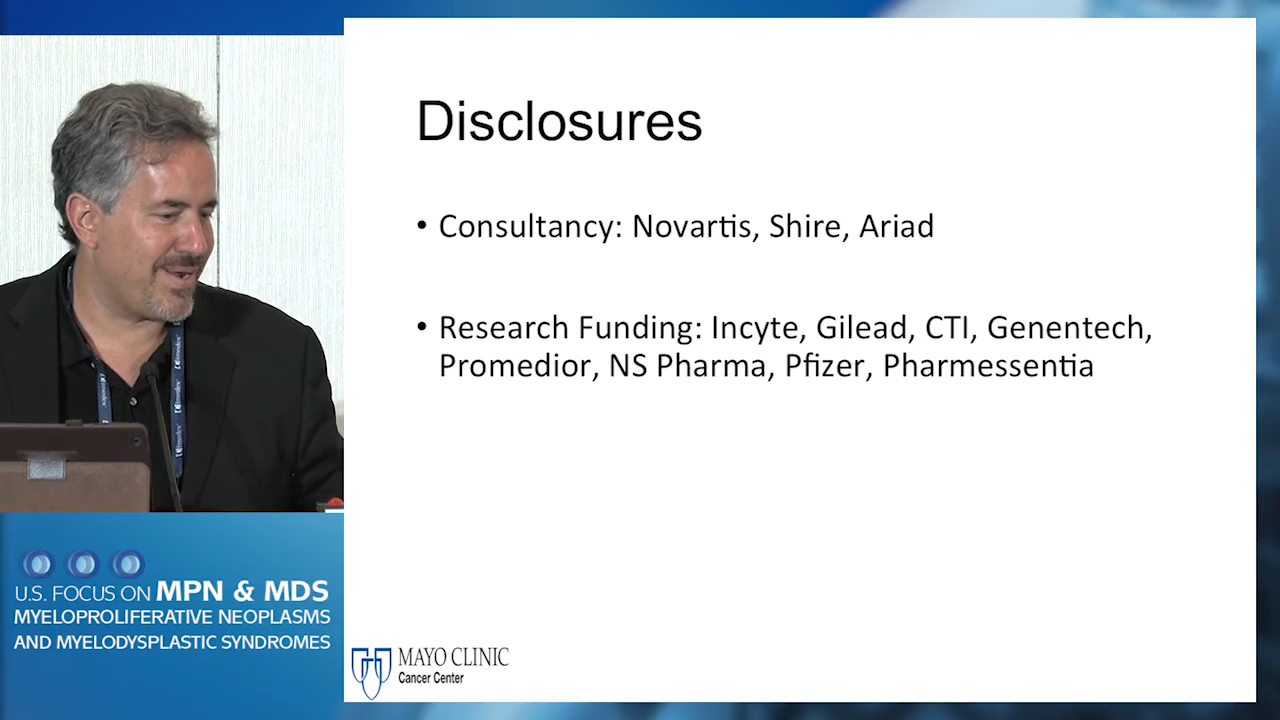 Disclosures
• Consultancy: Novartis, Shire, Ariad
• Research Funding: Incyte, Gilead, CTI, Genentech,
Promedior, NS Pharma, Pfizer, Pharmessentia
U.S. FOCUS ON MPN & MDS
MYELOPROLIFERATIVE NEOPLASMS
AND MYELODYSPLASTIC SYNDROMES
MAYO CLINIC
Cancer Center